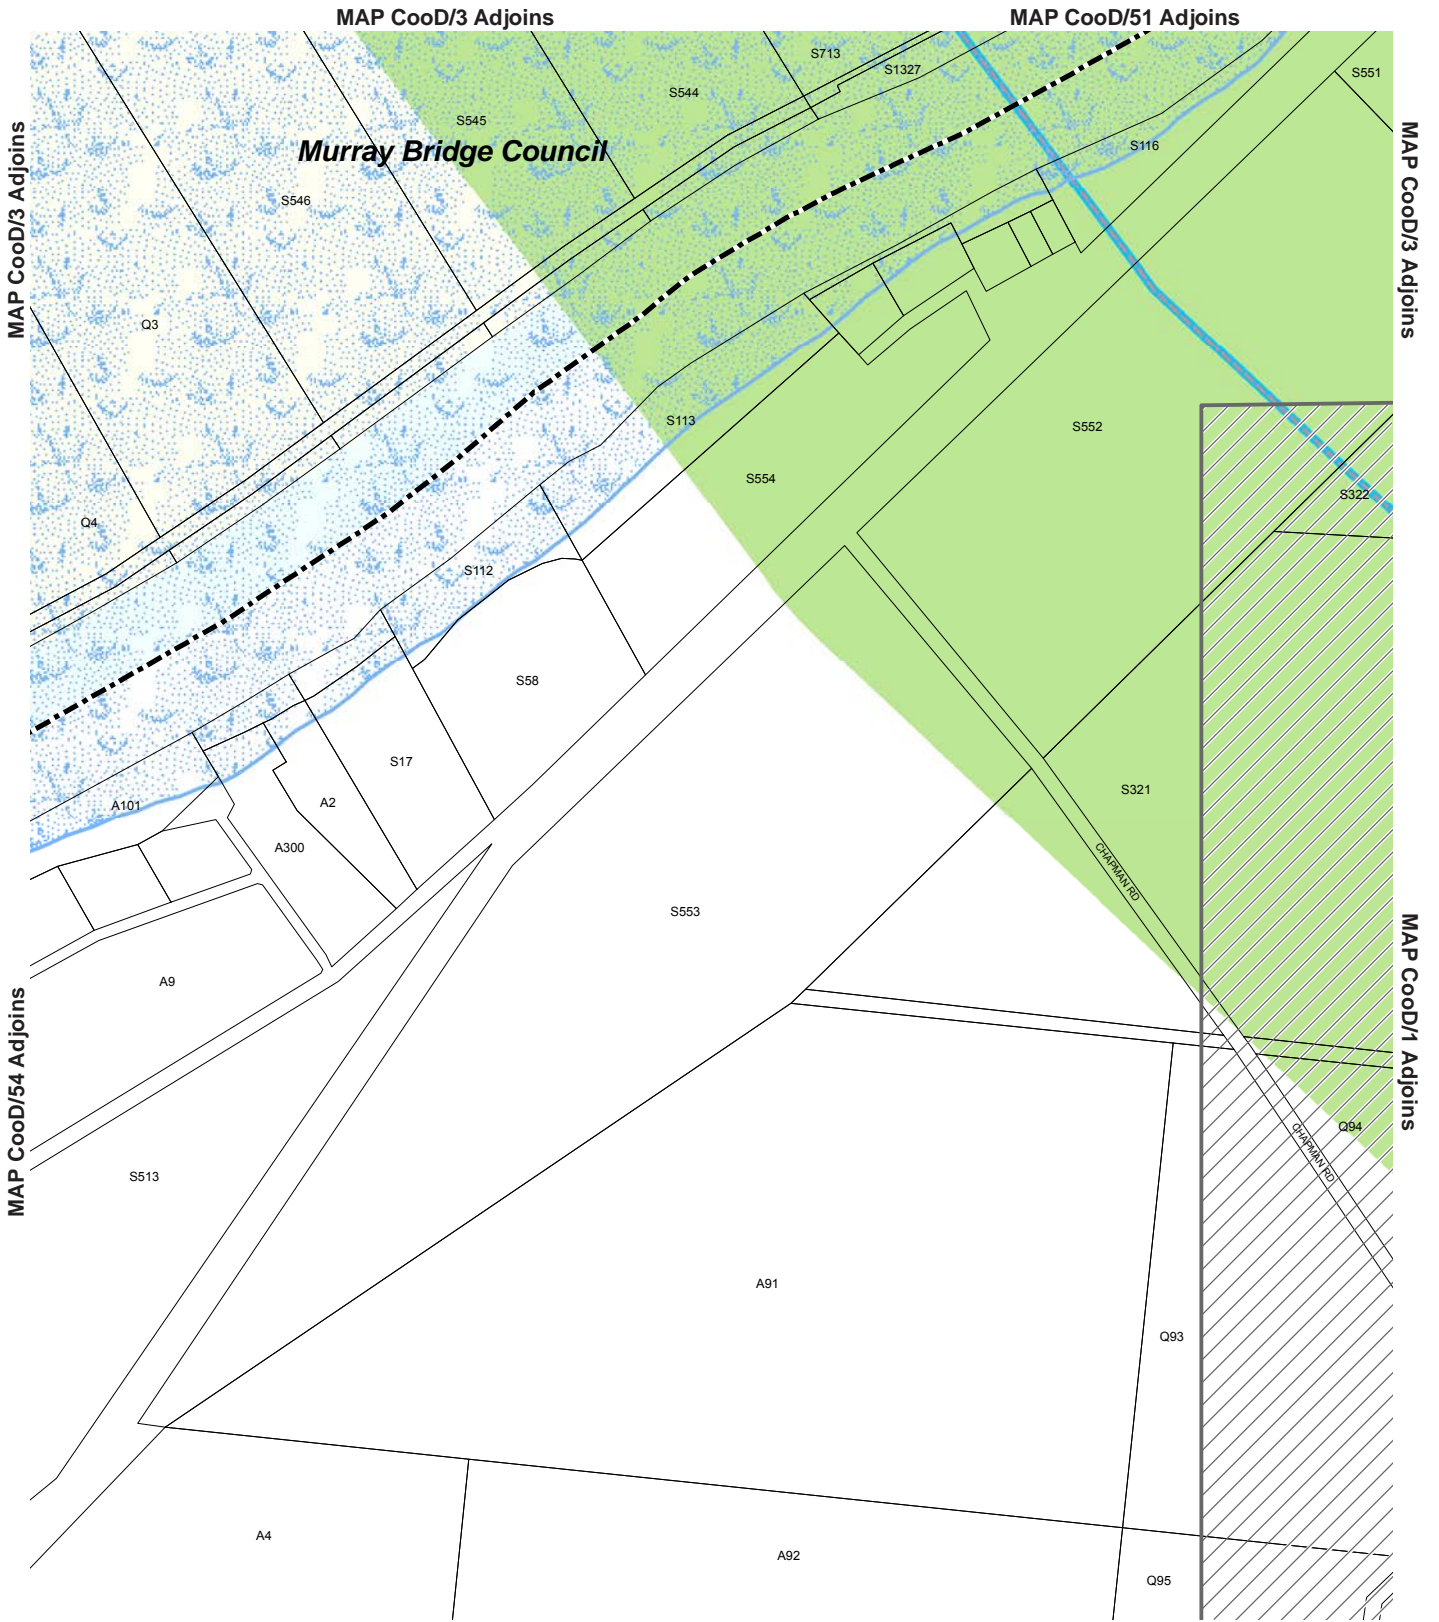 MAP CooD/3 Adjoins
MAP CooD/51 Adjoins
S713
S1327
S551
S544
S545
Murray Bridge Council
S116
MAP CooD/3 Adjoins
MAP CooD/3 Adjoins
S546
Q3
S113
S552
S554
S322
Q4
S112
S58
S17
S321
A2
A101
A300
CHAPMAN RD
S553
A9
MAP CooD/54 Adjoins
MAP CooD/1 Adjoins
Q94
CHAPMAN RD
S513
A91
Q93
A4
A92
Q95